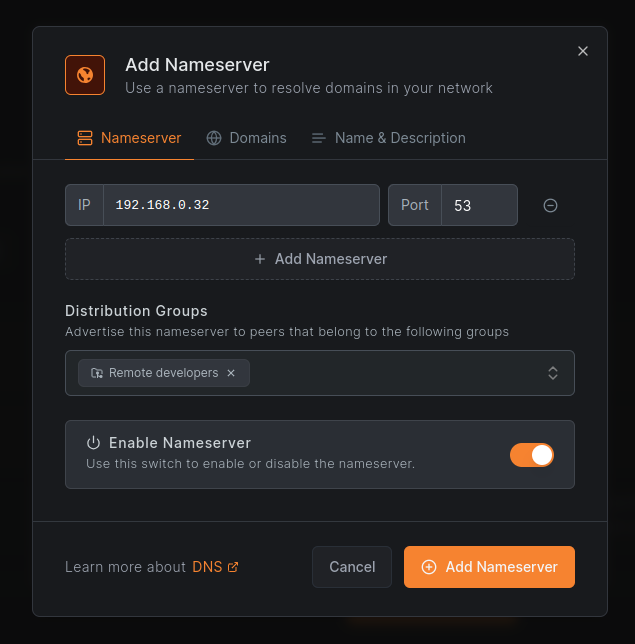 Add Nameserver
Use a nameserver to resolve domains in your network
Nameserver Domains Name & Description
IP 192.168.0.32 Port 53
Add Nameserver
Distribution Groups
Advertise this nameserver to peers that belong to the following groups
Remote developers
Enable Nameserver
Use this switch to enable or disable the nameserver.
Learn more about DNS Cancel Add Nameserver